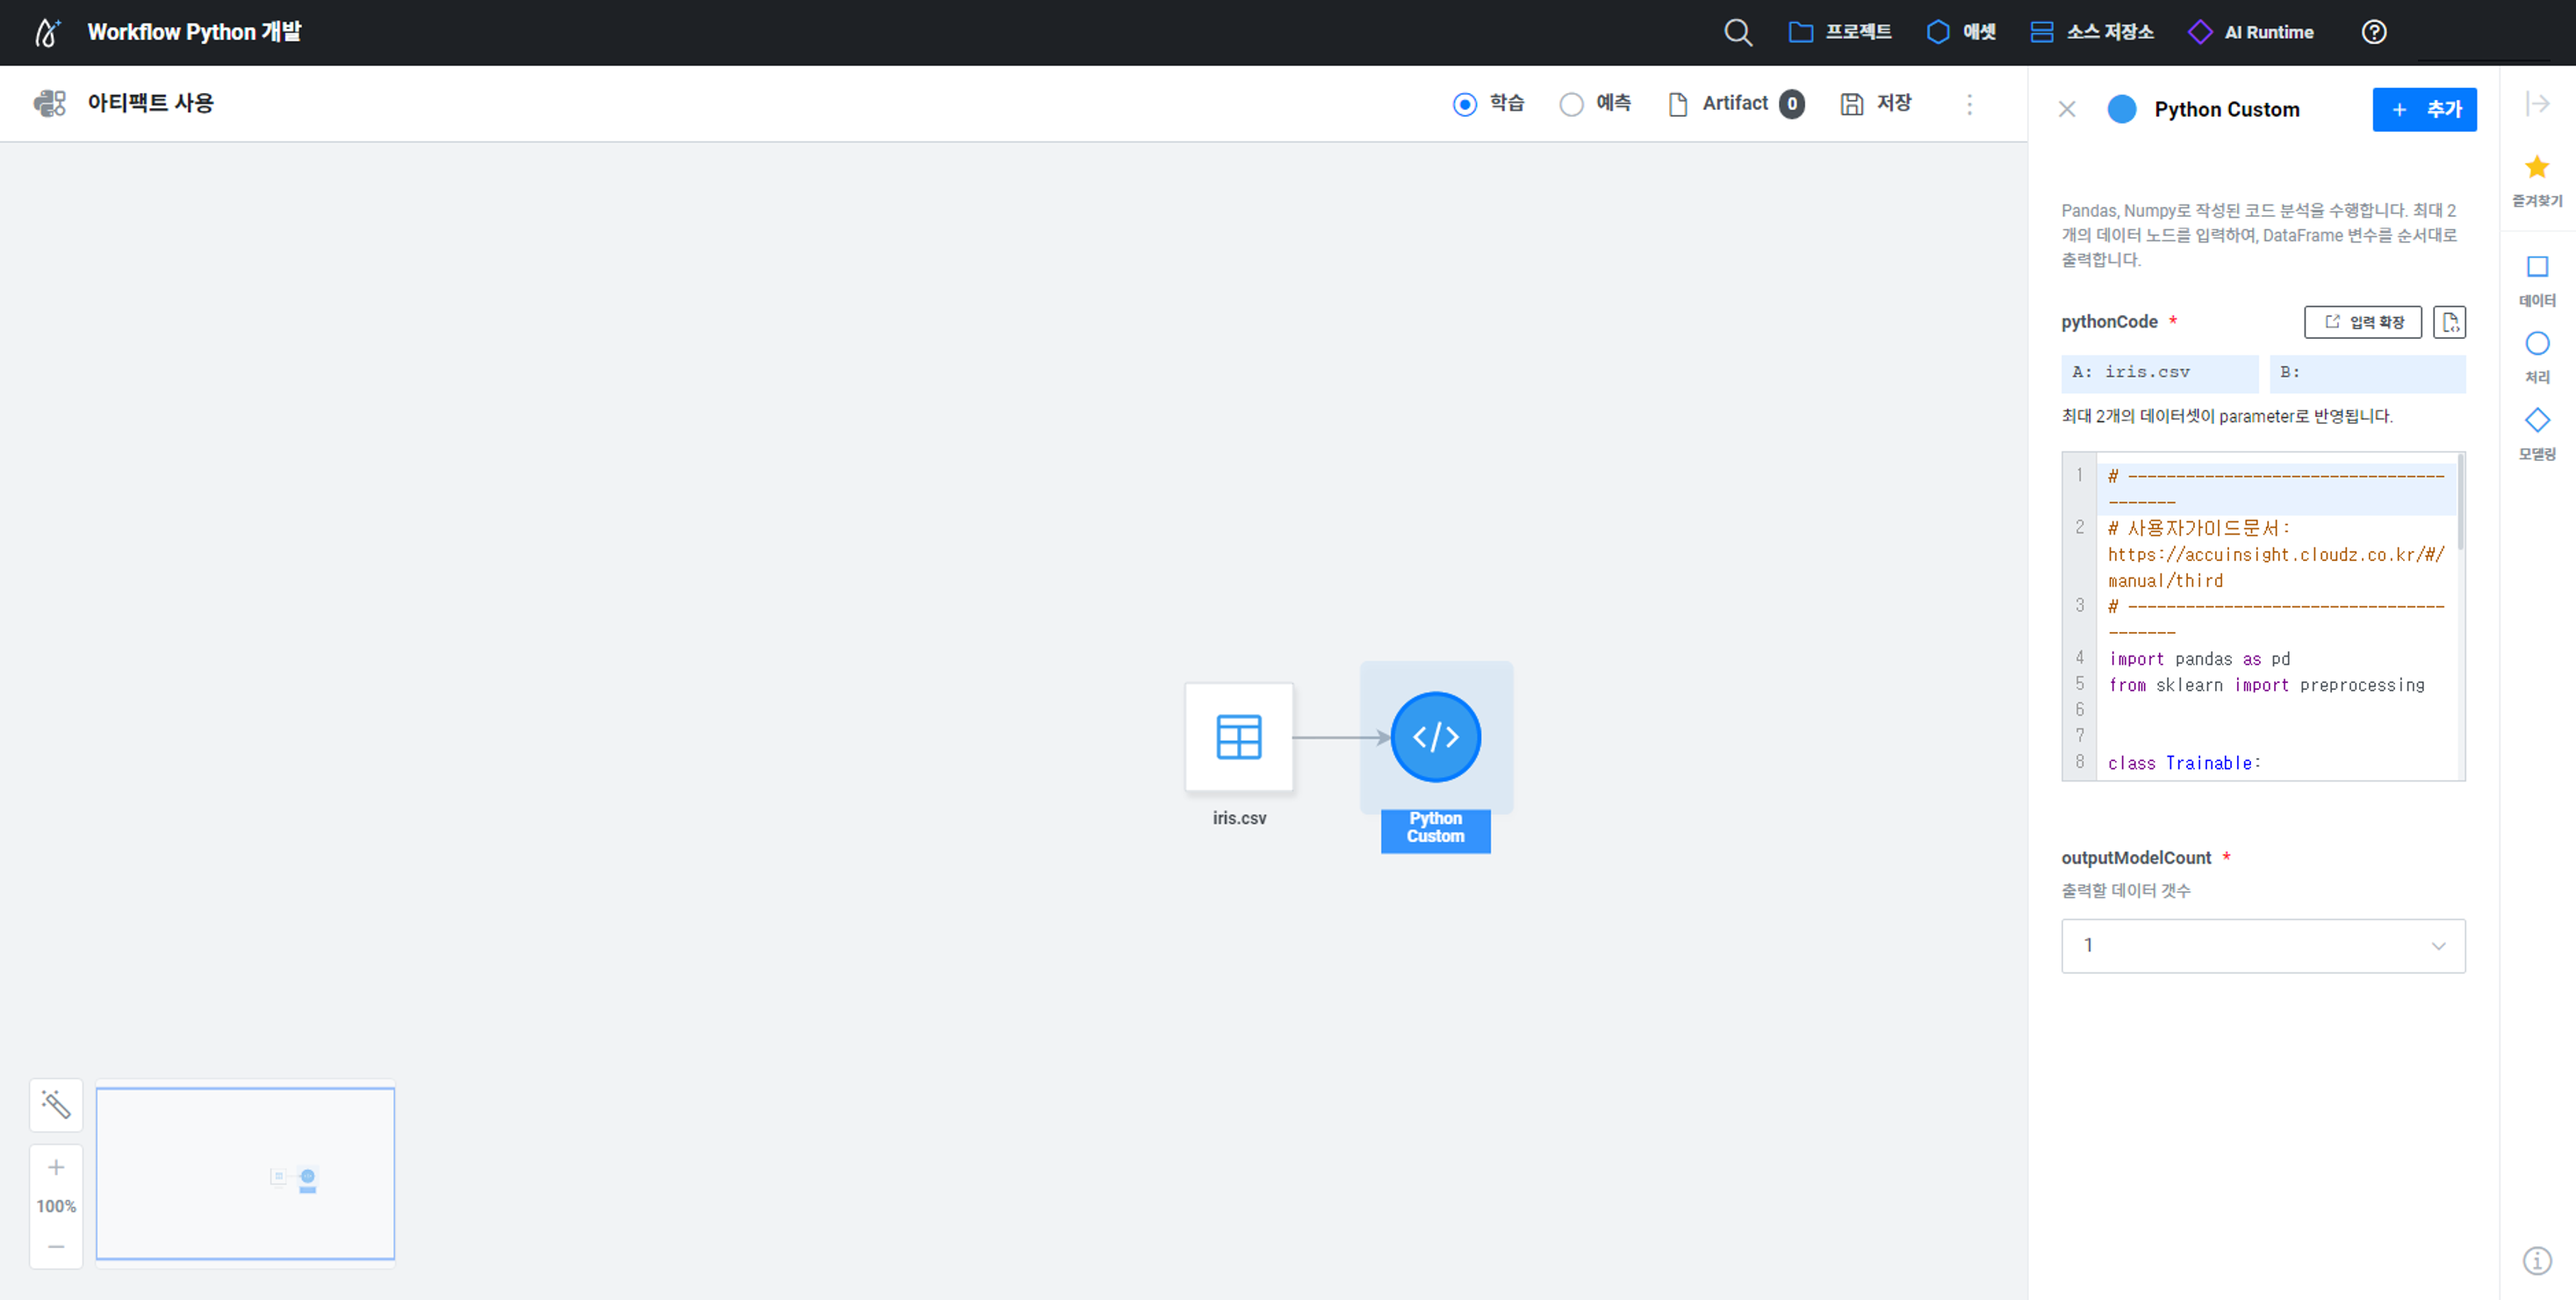 Workflow Python 개발
프로젝트
애셋
소스 저장소
AI Runtime
아티팩트 사용
학습
예측
Artifact 0
저장
Python Custom
+ 추가
Pandas, Numpy로 작성된 코드 분석을 수행합니다. 최대 2
개의 데이터 노드를 입력하여, DataFrame 변수를 순서대로
출력합니다.
pythonCode *
입력 확장
A: iris.csv
B:
최대 2개의 데이터셋이 parameter로 반영됩니다.
1 # ---------------------------------
-------
2 # 사용자가이드문서:
https://accuinsight.cloudz.co.kr/#/
manual/third
3 # ---------------------------------
-------
4 import pandas as pd
5 from sklearn import preprocessing
6
7
8 class Trainable:
outputModelCount *
출력할 데이터 갯수
1
즐겨찾기
데이터
처리
모델링
iris.csv
Python
Custom
100%